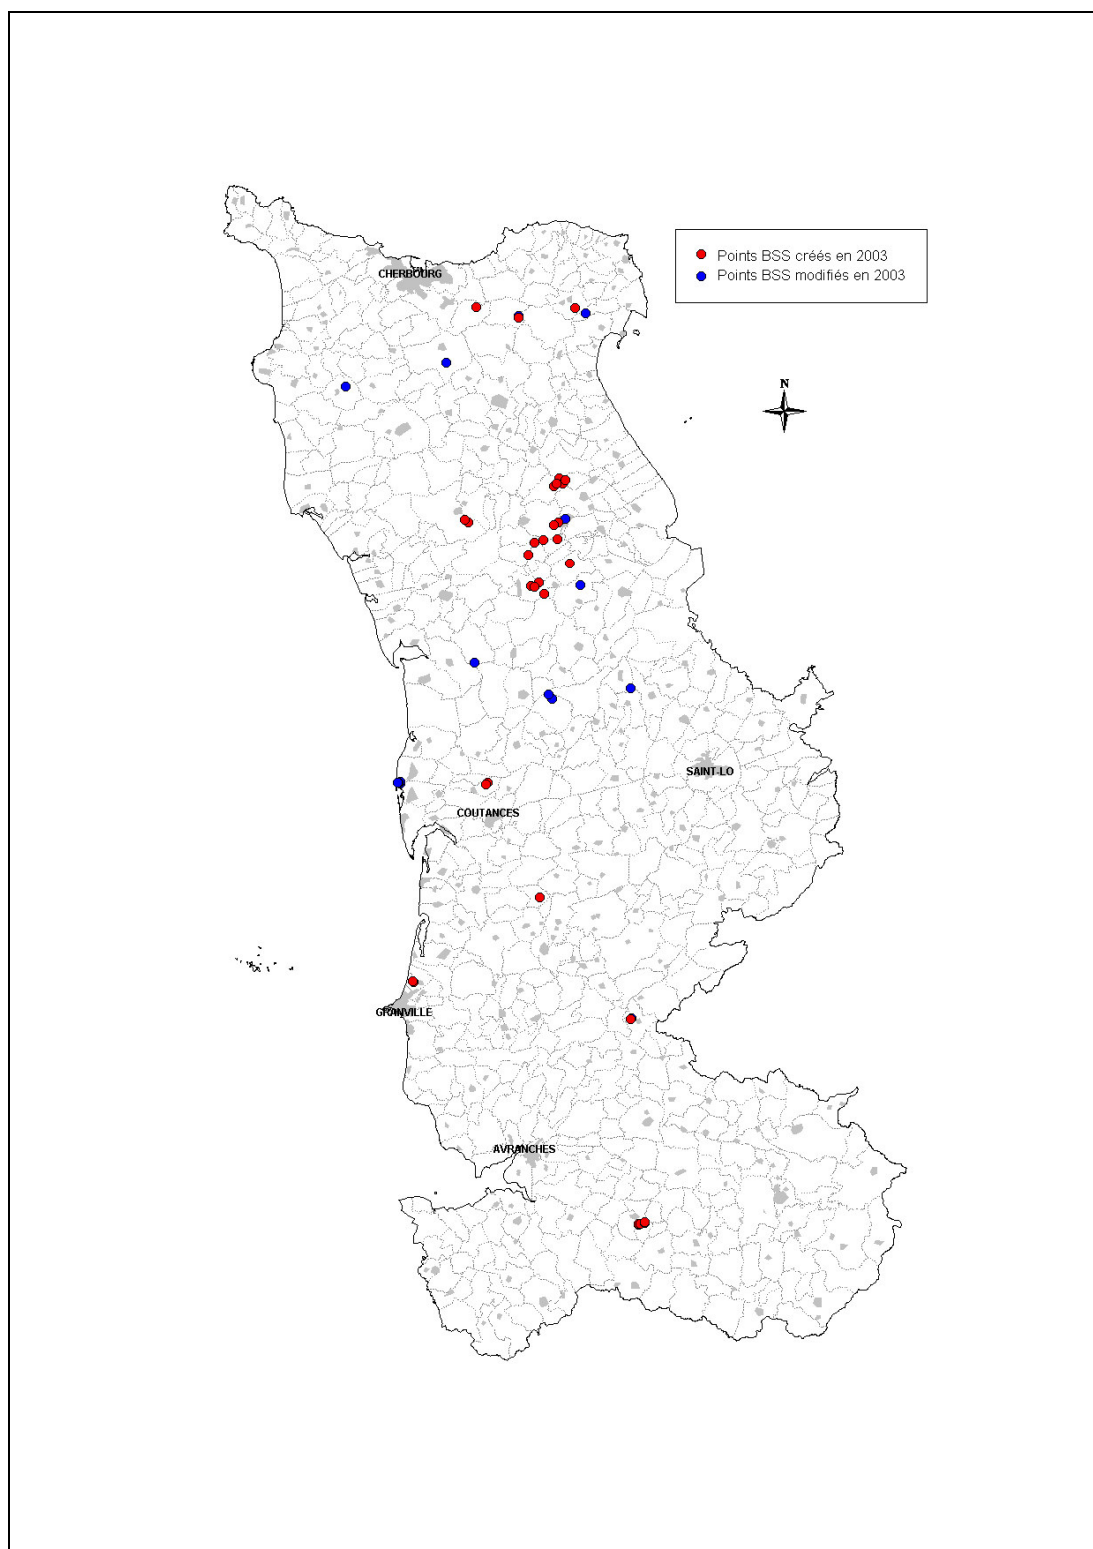 CHERBOURG
Points BSS créés en 2003
Points BSS modifiés en 2003
N
SAINT-LO
COUTANCES
GRANVILLE
AVRANCHES